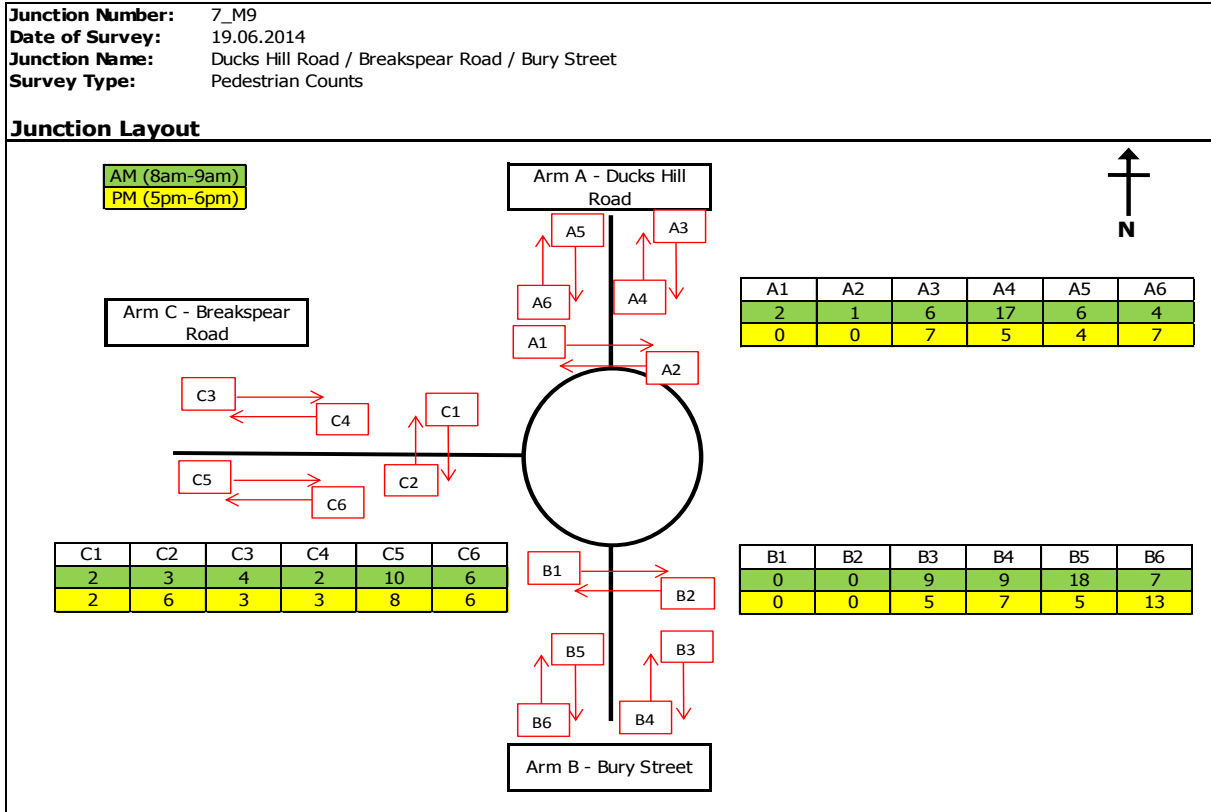 Junction Number: 7_M9
Date of Survey: 19.06.2014
Junction Name: Ducks Hill Road / Breakspear Road / Bury Street
Survey Type: Pedestrian Counts
Junction Layout
AM (8am-9am)
PM (5pm-6pm)
Arm A - Ducks Hill
Road
N
A5
A3
A6
A4
A1
A2
A1 A2 A3 A4 A5 A6
2 1 6 17 6 4
0 0 7 5 4 7
Arm C - Breakspear
Road
C3
C4
C1
C5
C2
C6
C1 C2 C3 C4 C5 C6
2 3 4 2 10 6
2 6 3 3 8 6
B1
B2
B1 B2 B3 B4 B5 B6
0 0 9 9 18 7
0 0 5 7 5 13
B5
B3
B6
B4
Arm B - Bury Street